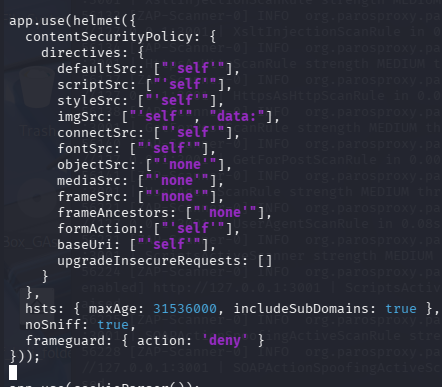 app.use(helmet({
  contentSecurityPolicy: {
    directives: {
      defaultSrc: ["'self'"],
      scriptSrc: ["'self'"],
      styleSrc: ["'self'"],
      imgSrc: ["'self'", "data:"],
      connectSrc: ["'self'"],
      fontSrc: ["'self'"],
      objectSrc: ["'none'"],
      mediaSrc: ["'none'"],
      frameSrc: ["'none'"],
      frameAncestors: ["'none'"],
      formAction: ["'self'"],
      baseUri: ["'self'"],
      upgradeInsecureRequests: []
    }
  },
  hsts: { maxAge: 31536000, includeSubDomains: true },
  noSniff: true,
  frameguard: { action: 'deny' }
}));
app.use(cookieParser());